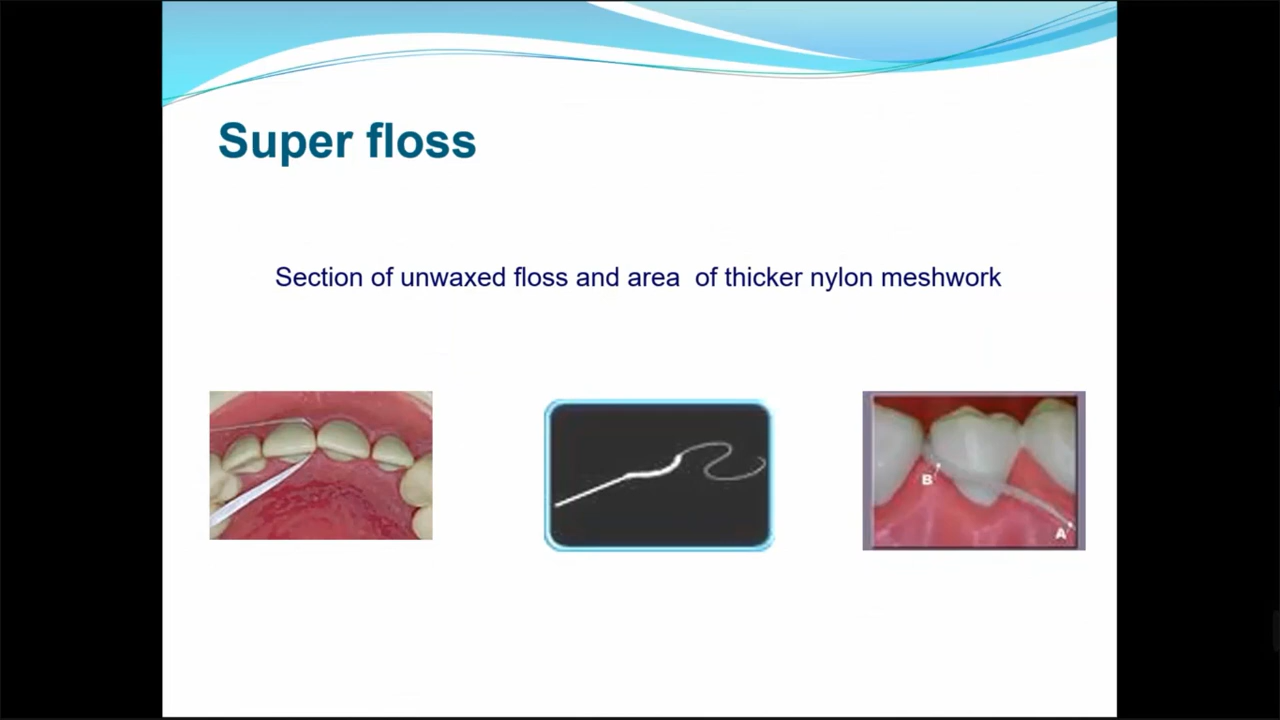 Super floss
Section of unwaxed floss and area  of thicker nylon meshwork
B
A